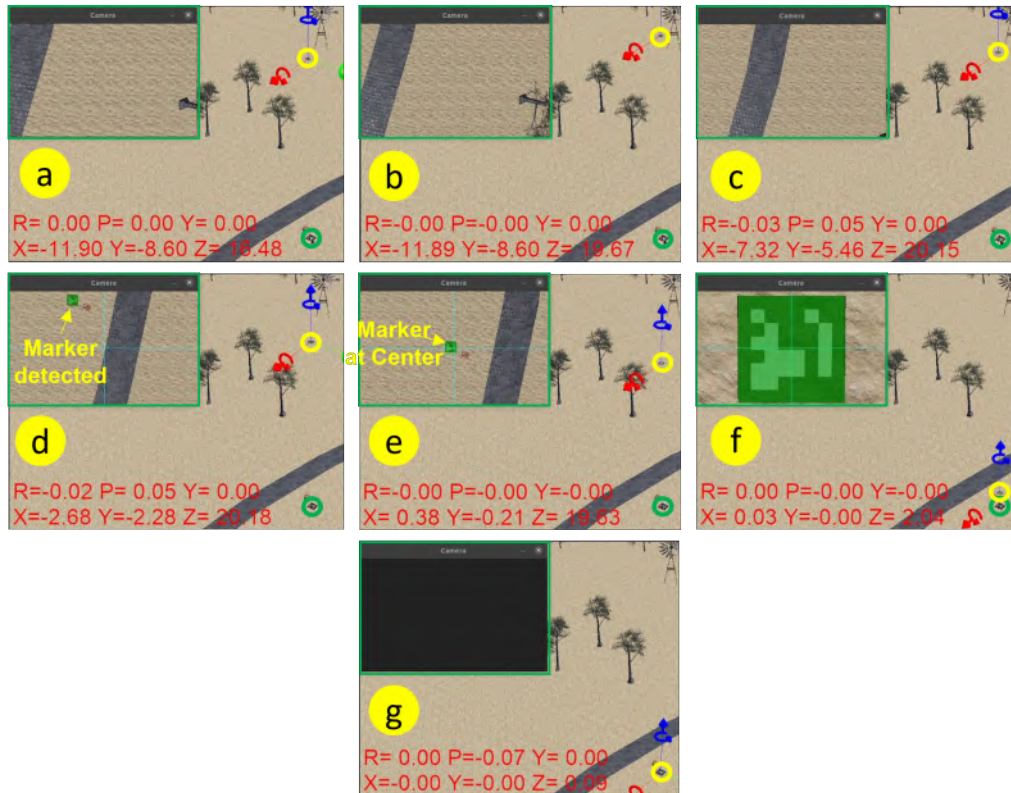 Camera
a
R= 0.00 P= 0.00 Y= 0.00
X=-11.90 Y=-8.60 Z= 16.48
Camera
b
R=-0.00 P=-0.00 Y= 0.00
X=-11.89 Y=-8.60 Z= 19.67
Camera
c
R=-0.03 P= 0.05 Y= 0.00
X=-7.32 Y=-5.46 Z= 20.15
Camera
Marker
detected
d
R=-0.02 P= 0.05 Y= 0.00
X=-2.68 Y=-2.28 Z= 20.18
Camera
Marker
at Center
e
R=-0.00 P=-0.00 Y=-0.00
X= 0.38 Y=-0.21 Z= 19.63
Camera
f
R= 0.00 P=-0.00 Y=-0.00
X= 0.03 Y=-0.00 Z= 2.04
Camera
g
R= 0.00 P=-0.07 Y= 0.00
X=-0.00 Y=-0.00 Z= 0.09